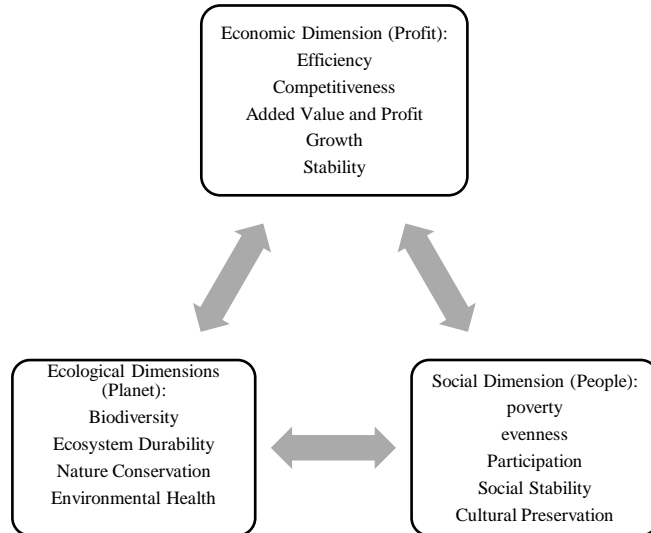 Economic Dimension (Profit):
Efficiency
Competitiveness
Added Value and Profit
Growth
Stability
Ecological Dimensions
(Planet):
Biodiversity
Ecosystem Durability
Nature Conservation
Environmental Health
Social Dimension (People):
poverty
evenness
Participation
Social Stability
Cultural Preservation